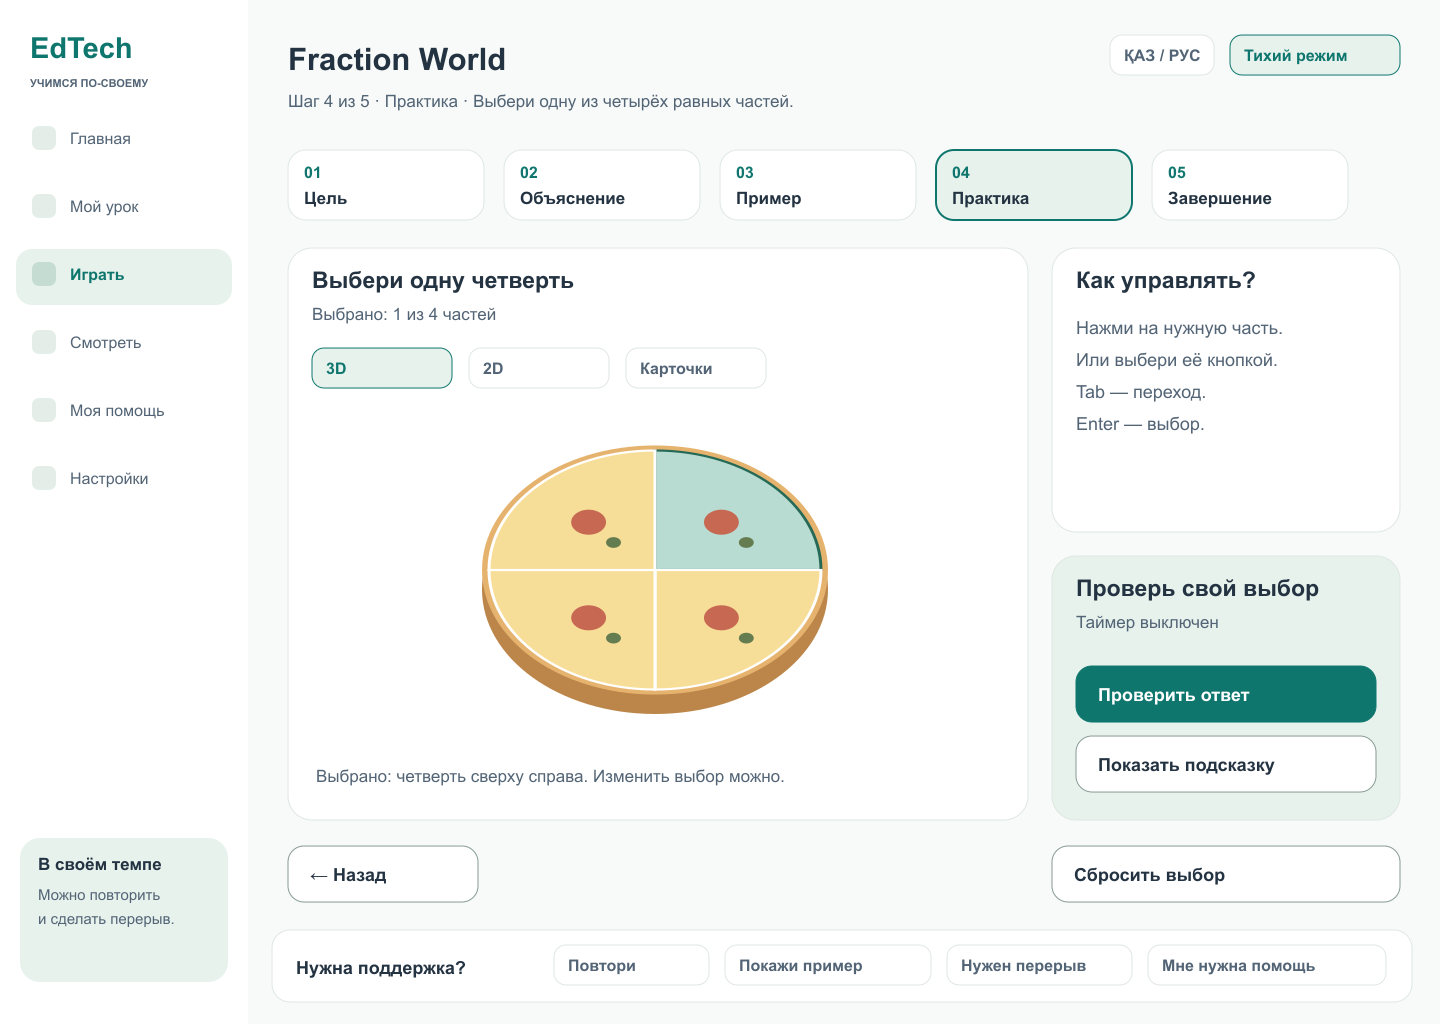 EdTech
УЧИМСЯ ПО-СВОЕМУ
Главная
Мой урок
Играть
Смотреть
Моя помощь
Настройки
В своём темпе
Можно повторить
и сделать перерыв.
Fraction World
ҚАЗ / РУС
Тихий режим
Шаг 4 из 5 · Практика · Выбери одну из четырёх равных частей.
01
Цель
02
Объяснение
03
Пример
04
Практика
05
Завершение
Выбери одну четверть
Выбрано: 1 из 4 частей
3D
2D
Карточки
Выбрано: четверть сверху справа. Изменить выбор можно.
Как управлять?
Нажми на нужную часть.
Или выбери её кнопкой.
Tab — переход.
Enter — выбор.
Проверь свой выбор
Таймер выключен
Проверить ответ
Показать подсказку
← Назад
Сбросить выбор
Нужна поддержка?
Повтори
Покажи пример
Нужен перерыв
Мне нужна помощь